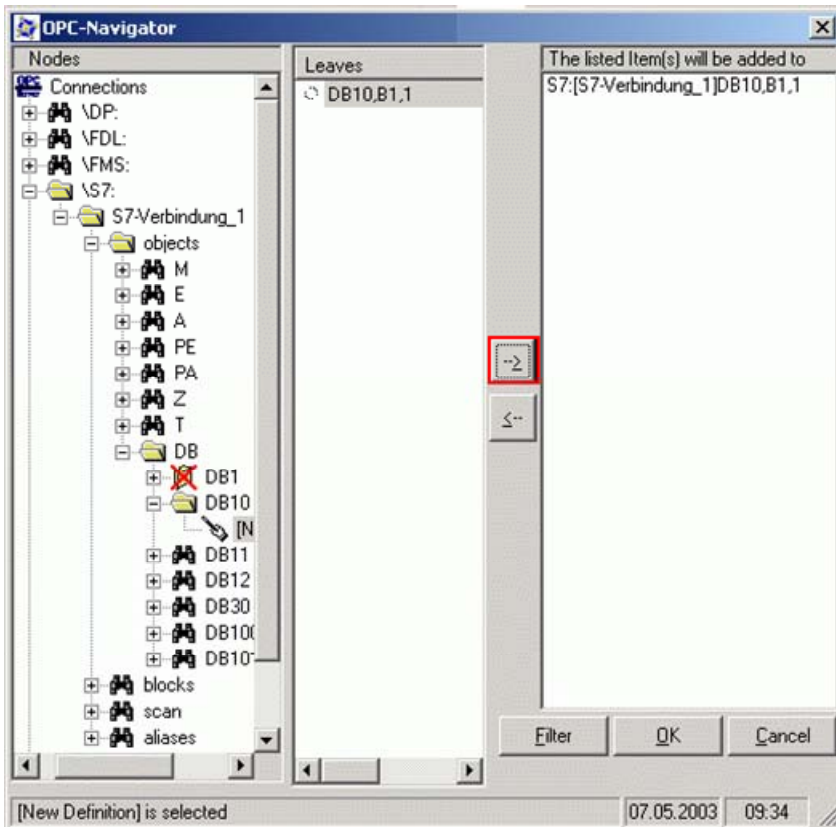 OPC-Navigator
Nodes
Connections
\DP:
\FDL:
\FMS:
\S7:
S7-Verbindung_1
objects
M
E
A
PE
PA
Z
T
DB
DB1
DB10
[N
DB11
DB12
DB30
DB100
DB10
blocks
scan
aliases
Leaves
DB10,B1,1
-->
<--
The listed Item(s) will be added to
S7:[S7-Verbindung_1]DB10,B1,1
Filter
OK
Cancel
[New Definition] is selected
07.05.2003
09:34